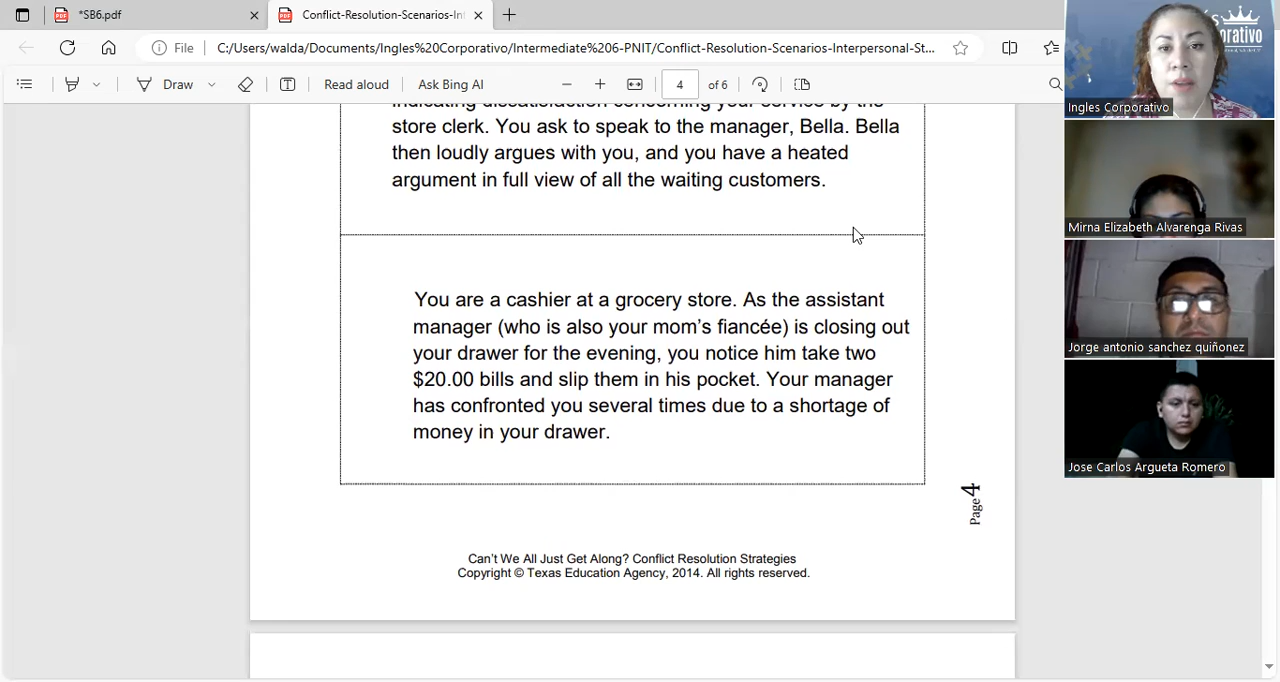 *SB6.pdf
Conflict-Resolution-Scenarios-Int
File
C:/Users/walda/Documents/Ingles%20Corporativo/Intermediate%206-PNIT/Conflict-Resolution-Scenarios-Interpersonal-St...
Draw
Read aloud
Ask Bing AI
4
of 6
store clerk. You ask to speak to the manager, Bella. Bella
then loudly argues with you, and you have a heated
argument in full view of all the waiting customers.
You are a cashier at a grocery store. As the assistant
manager (who is also your mom's fiancée) is closing out
your drawer for the evening, you notice him take two
$20.00 bills and slip them in his pocket. Your manager
has confronted you several times due to a shortage of
money in your drawer.
Page 4
Can't We All Just Get Along? Conflict Resolution Strategies
Copyright © Texas Education Agency, 2014. All rights reserved.
Ingles Corporativo
Mirna Elizabeth Alvarenga Rivas
Jorge antonio sanchez quiñonez
Jose Carlos Argueta Romero